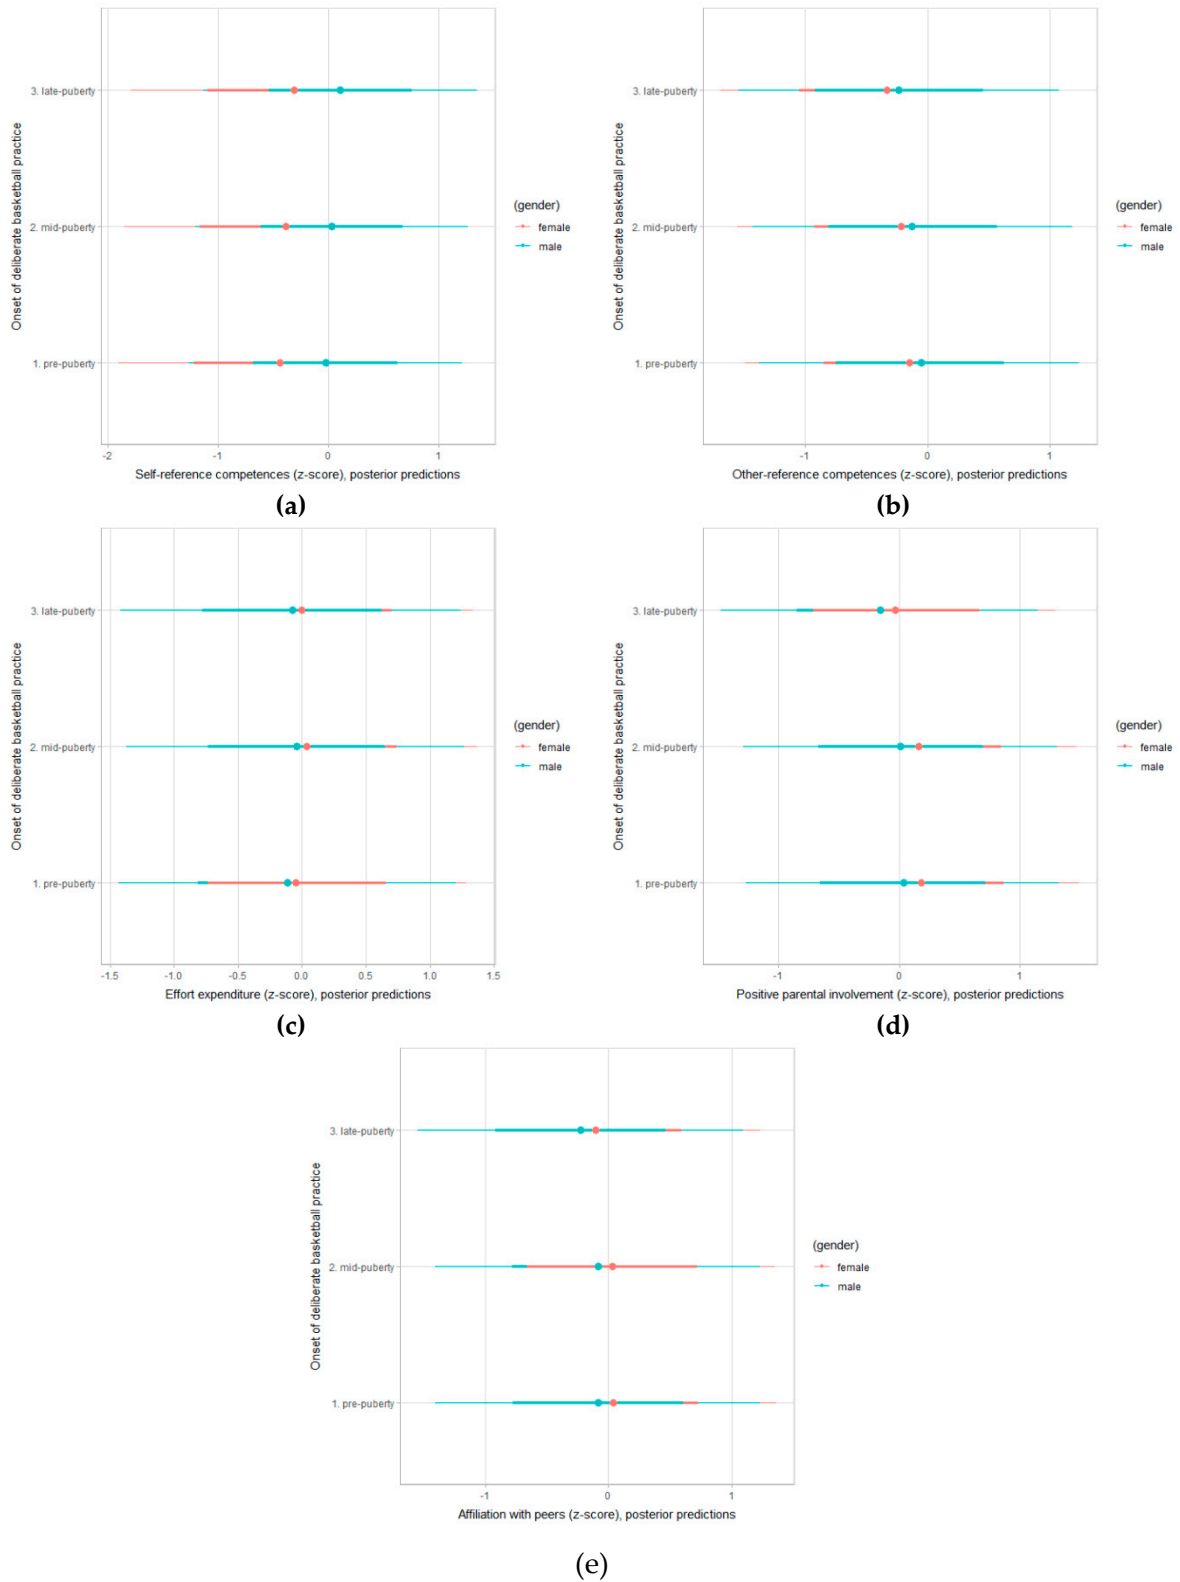 3. late-puberty
2. mid-puberty
1. pre-puberty
Onset of deliberate basketball practice
-2 -1 0 1
Self-reference competences (z-score), posterior predictions
(gender)
female
male
(a)
3. late-puberty
2. mid-puberty
1. pre-puberty
Onset of deliberate basketball practice
-1 0 1
Other-reference competences (z-score), posterior predictions
(gender)
female
male
(b)
3. late-puberty
2. mid-puberty
1. pre-puberty
Onset of deliberate basketball practice
-1.5 -1.0 -0.5 0.0 0.5 1.0 1.5
Effort expenditure (z-score), posterior predictions
(gender)
female
male
(c)
3. late-puberty
2. mid-puberty
1. pre-puberty
Onset of deliberate basketball practice
-1 0 1
Positive parental involvement (z-score), posterior predictions
(gender)
female
male
(d)
3. late-puberty
2. mid-puberty
1. pre-puberty
Onset of deliberate basketball practice
-1 0 1
Affiliation with peers (z-score), posterior predictions
(gender)
female
male
(e)